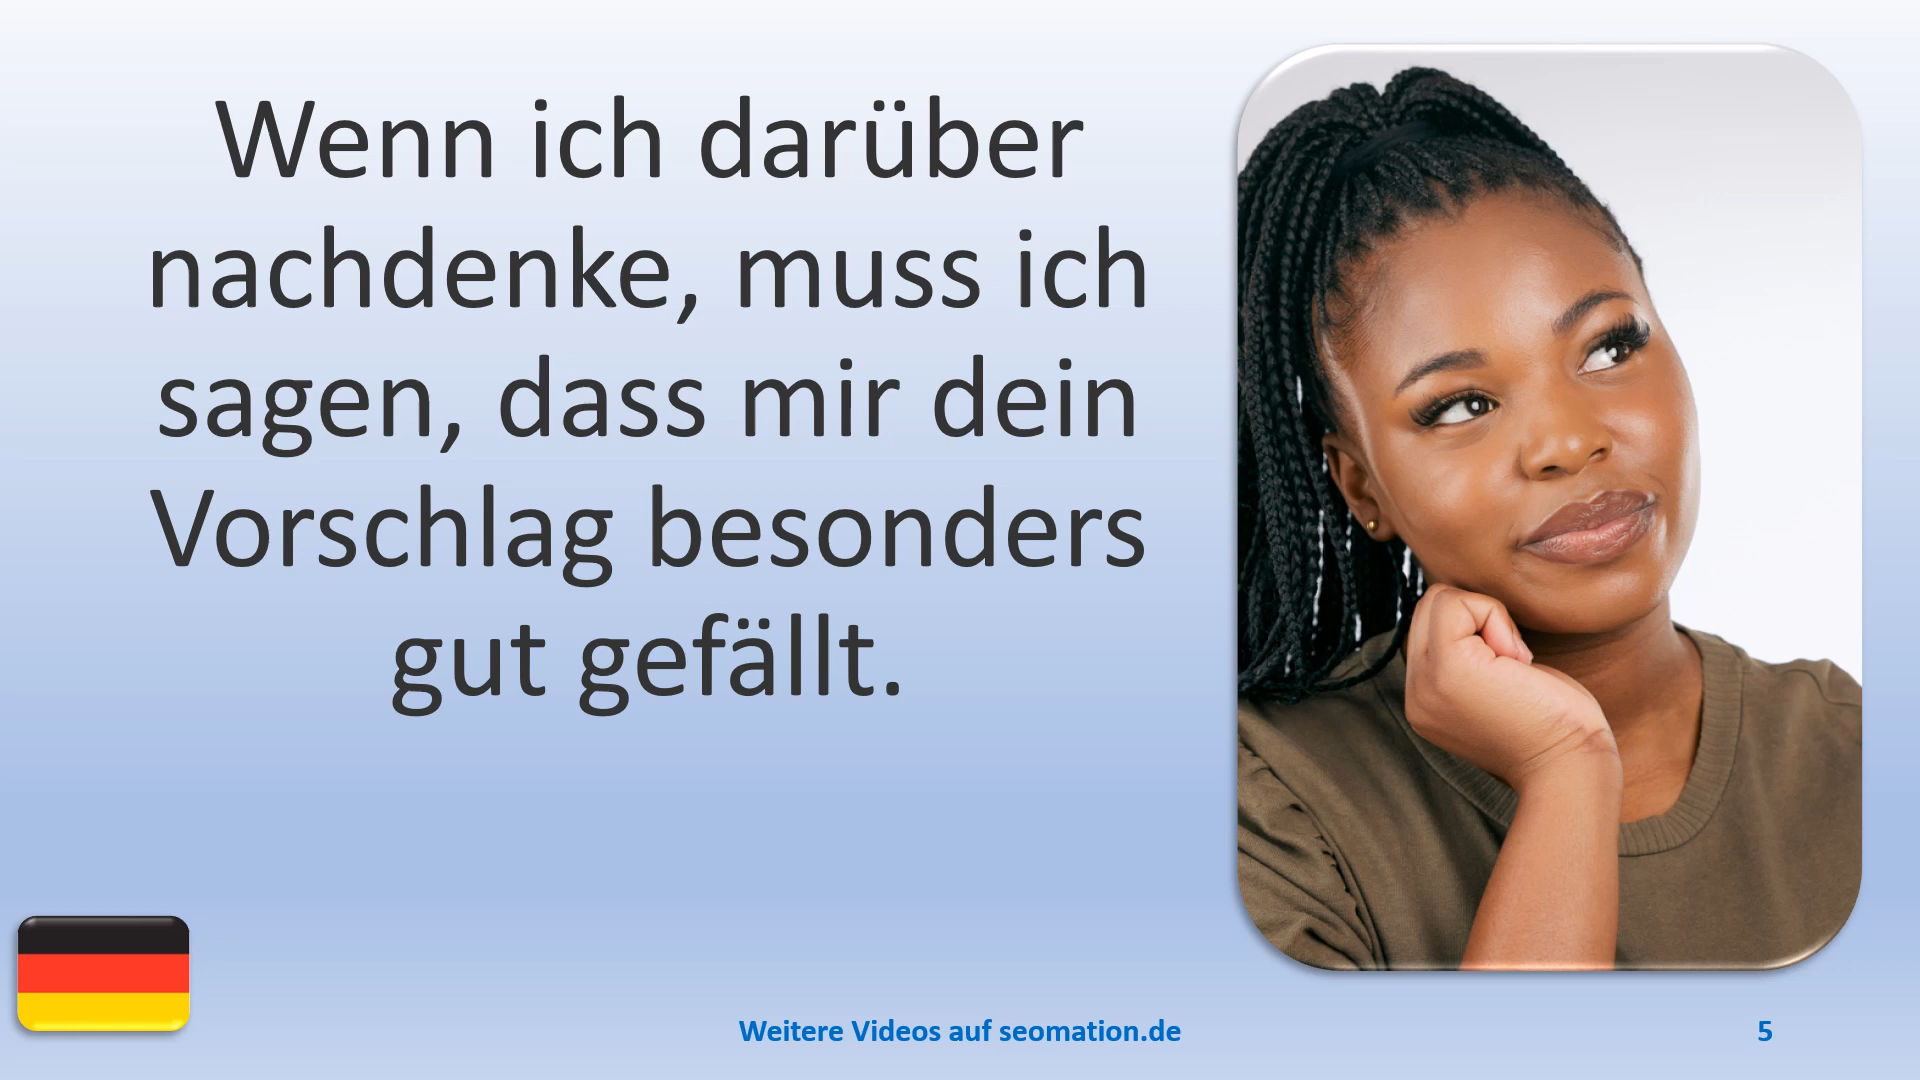 Wenn ich darüber
nachdenke, muss ich
sagen, dass mir dein
Vorschlag besonders
gut gefällt.
Weitere Videos auf seomation.de
5